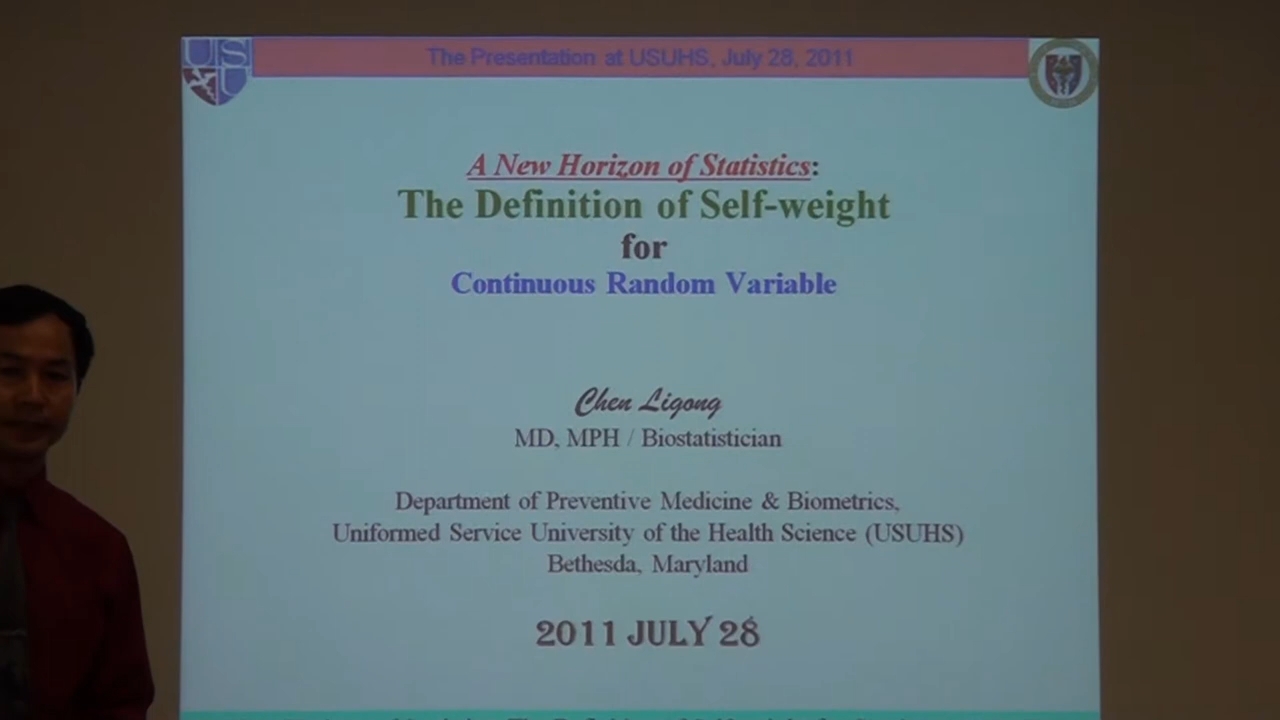 USU
The Presentation at USUHS, July 28, 2011
A New Horizon of Statistics:
The Definition of Self-weight
for
Continuous Random Variable
Chen Ligong
MD, MPH / Biostatistician
Department of Preventive Medicine & Biometrics,
Uniformed Service University of the Health Science (USUHS)
Bethesda, Maryland
2011 JULY 28